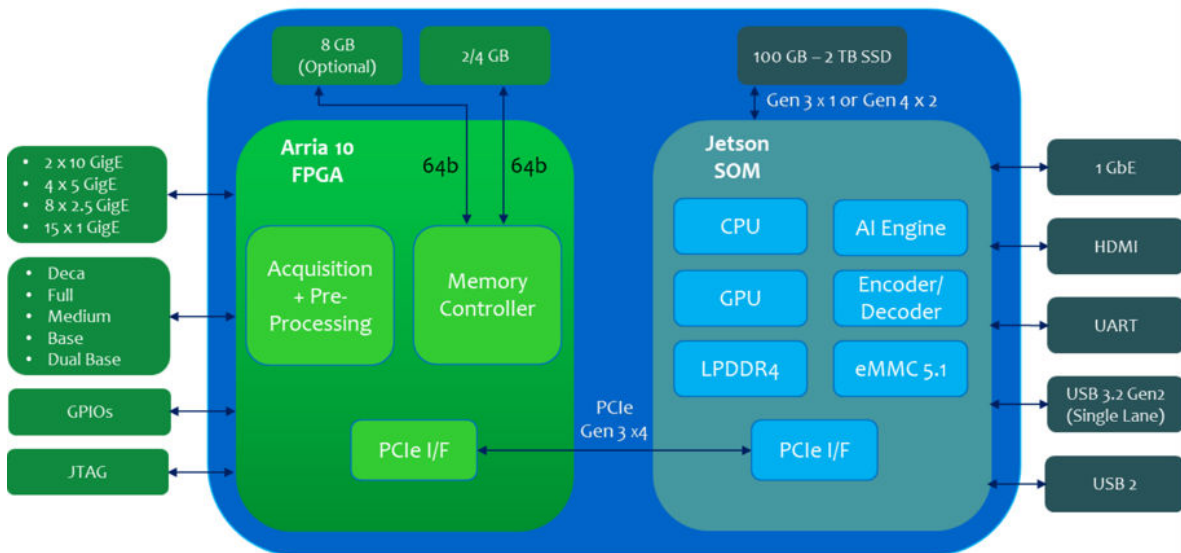 8 GB
(Optional)
2/4 GB
100 GB – 2 TB SSD
Gen 3 x 1 or Gen 4 x 2
• 2 x 10 GigE
• 4 x 5 GigE
• 8 x 2.5 GigE
• 15 x 1 GigE
• Deca
• Full
• Medium
• Base
• Dual Base
GPIOs
JTAG
Arria 10
FPGA
64b
64b
Acquisition
+ Pre-
Processing
Memory
Controller
PCIe I/F
PCIe
Gen 3 x4
Jetson
SOM
CPU
AI Engine
GPU
Encoder/
Decoder
LPDDR4
eMMC 5.1
PCIe I/F
1 GbE
HDMI
UART
USB 3.2 Gen2
(Single Lane)
USB 2